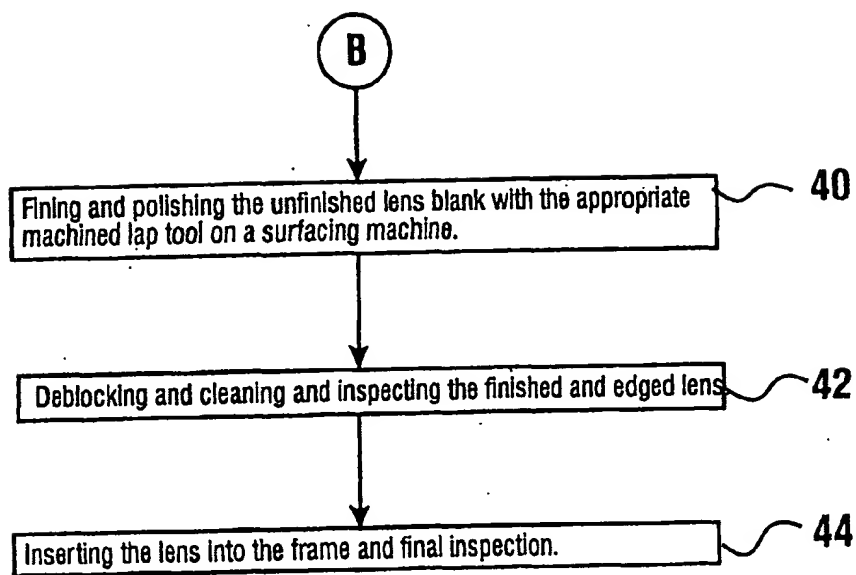 B
Fining and polishing the unfinished lens blank with the appropriate
machined lap tool on a surfacing machine.
40
Deblocking and cleaning and inspecting the finished and edged lens.
42
Inserting the lens into the frame and final inspection.
44